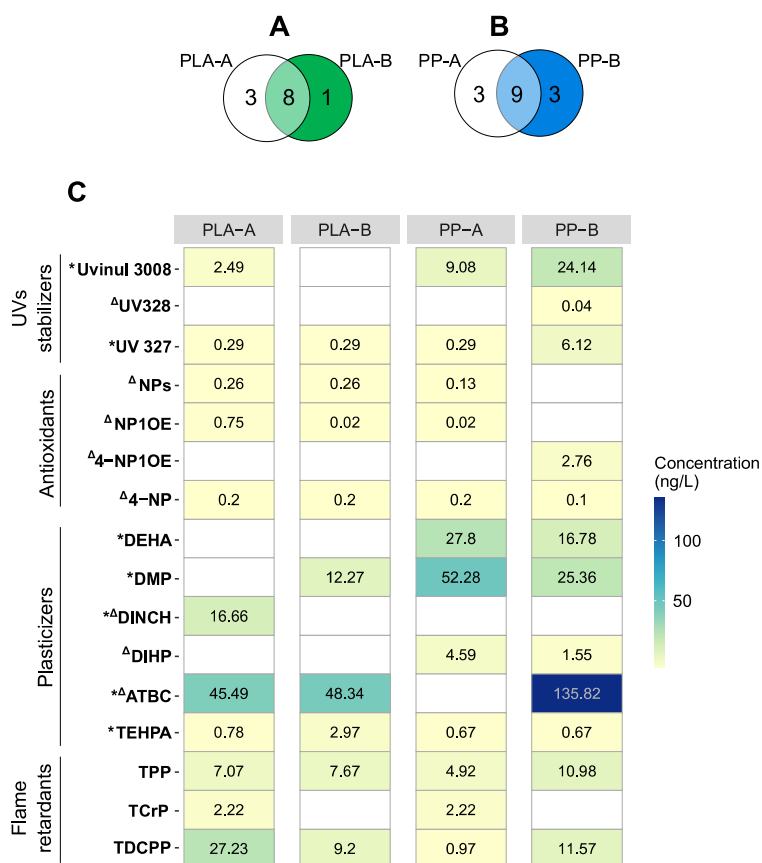 A
B
PLA-A
PLA-B
PP-A
PP-B
3 8 1
3 9 3
C
PLA−A PLA−B PP−A PP−B
UVs stabilizers
*Uvinul 3008 2.49 9.08 24.14
ΔUV328 0.04
*UV 327 0.29 0.29 0.29 6.12
Antioxidants
Δ NPs 0.26 0.26 0.13
Δ NP1OE 0.75 0.02 0.02
Δ4−NP1OE 2.76
Δ4−NP 0.2 0.2 0.2 0.1
Plasticizers
*DEHA 27.8 16.78
*DMP 12.27 52.28 25.36
*ΔDINCH 16.66
ΔDIHP 4.59 1.55
*ΔATBC 45.49 48.34 135.82
*TEHPA 0.78 2.97 0.67 0.67
Flame retardants
TPP 7.07 7.67 4.92 10.98
TCrP 2.22 2.22
TDCPP 27.23 9.2 0.97 11.57
Concentration
(ng/L)
100
50